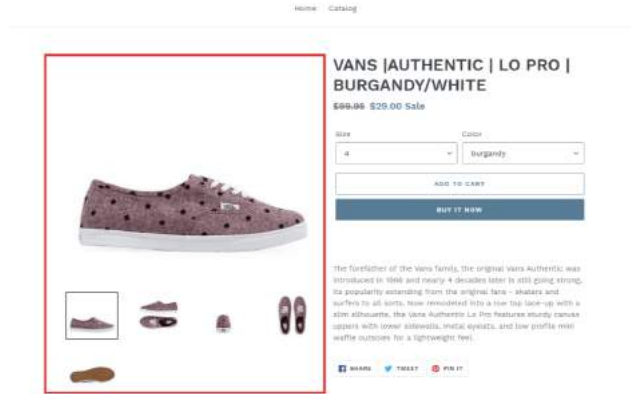 Home Catalog
VANS |AUTHENTIC | LO PRO |
BURGANDY/WHITE
$99.95 $29.00 Sale
Size Color
4 burgandy
ADD TO CART
BUY IT NOW
The forefather of the Vans family, the original Vans Authentic was
introduced in 1966 and nearly 4 decades later is still going strong,
its popularity extending from the original fans - skaters and
surfers to all sorts. Now remodeled into a low top lace-up with a
slim silhouette, the Vans Authentic Lo Pro features sturdy canvas
uppers with lower sidewalls, metal eyelets, and low profile mini
waffle outsoles for a lightweight feel.
SHARE TWEET PIN IT